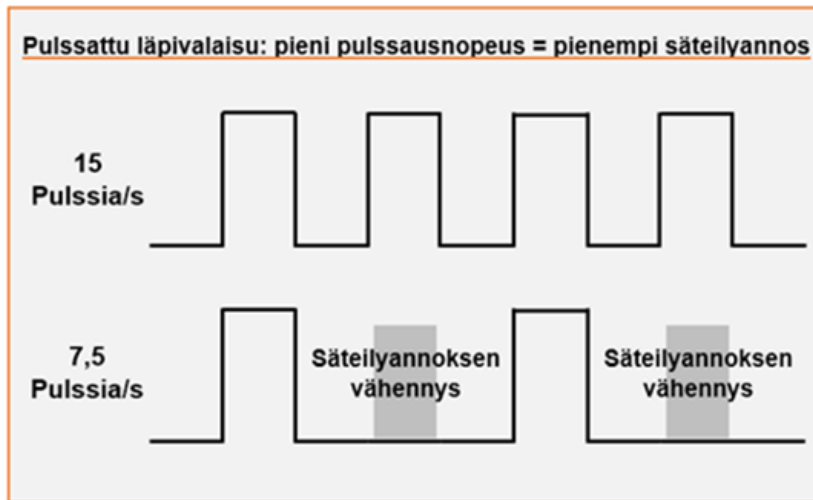 Pulssattu läpivalaisu: pieni pulssausnopeus = pienempi säteilyannos
15
Pulssia/s
7,5
Pulssia/s
Säteilyannoksen
vähennys
Säteilyannoksen
vähennys